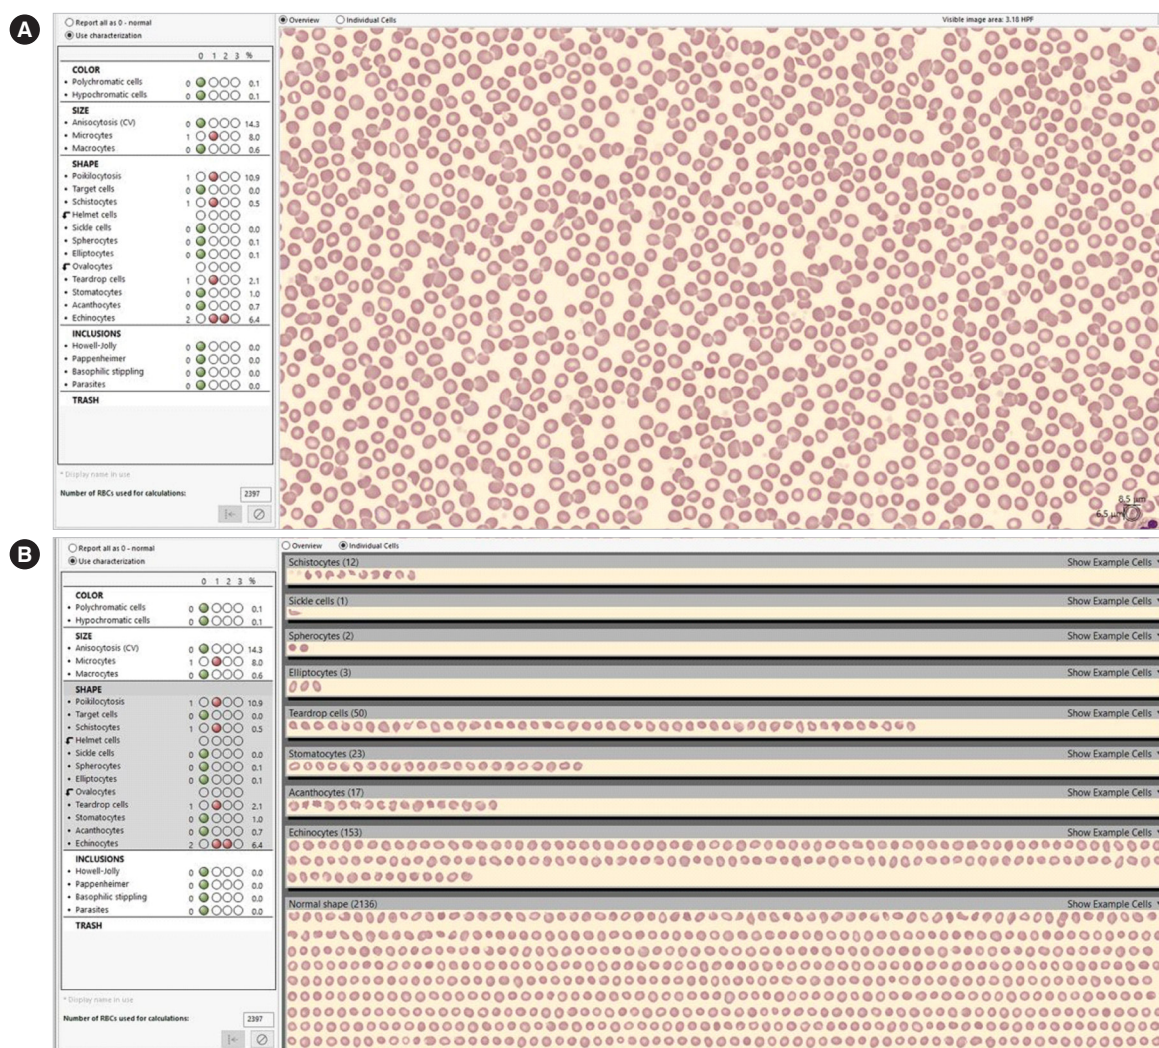 A
Report all as 0 - normal
Use characterization
0 1 2 3 %
COLOR
Polychromatic cells 0 0.1
Hypochromatic cells 0 0.1
SIZE
Anisocytosis (CV) 0 14.3
Microcytes 1 8.0
Macrocytes 0 0.6
SHAPE
Poikilocytosis 1 10.9
Target cells 0 0.0
Schistocytes 1 0.5
Helmet cells
Sickle cells 0 0.0
Spherocytes 0 0.1
Elliptocytes 0 0.1
Ovalocytes
Teardrop cells 1 2.1
Stomatocytes 0 1.0
Acanthocytes 0 0.7
Echinocytes 2 6.4
INCLUSIONS
Howell-Jolly 0 0.0
Pappenheimer 0 0.0
Basophilic stippling 0 0.0
Parasites 0 0.0
TRASH
* Display name in use
Number of RBCs used for calculations: 2397
Overview Individual Cells Visible image area: 3.18 HPF
8.5 µm
6.5 µm
B
Report all as 0 - normal
Use characterization
0 1 2 3 %
COLOR
Polychromatic cells 0 0.1
Hypochromatic cells 0 0.1
SIZE
Anisocytosis (CV) 0 14.3
Microcytes 1 8.0
Macrocytes 0 0.6
SHAPE
Poikilocytosis 1 10.9
Target cells 0 0.0
Schistocytes 1 0.5
Helmet cells
Sickle cells 0 0.0
Spherocytes 0 0.1
Elliptocytes 0 0.1
Ovalocytes
Teardrop cells 1 2.1
Stomatocytes 0 1.0
Acanthocytes 0 0.7
Echinocytes 2 6.4
INCLUSIONS
Howell-Jolly 0 0.0
Pappenheimer 0 0.0
Basophilic stippling 0 0.0
Parasites 0 0.0
TRASH
* Display name in use
Number of RBCs used for calculations: 2397
Overview Individual Cells
Schistocytes (12) Show Example Cells
Sickle cells (1) Show Example Cells
Spherocytes (2) Show Example Cells
Elliptocytes (3) Show Example Cells
Teardrop cells (50) Show Example Cells
Stomatocytes (23) Show Example Cells
Acanthocytes (17) Show Example Cells
Echinocytes (153) Show Example Cells
Normal shape (2136) Show Example Cells